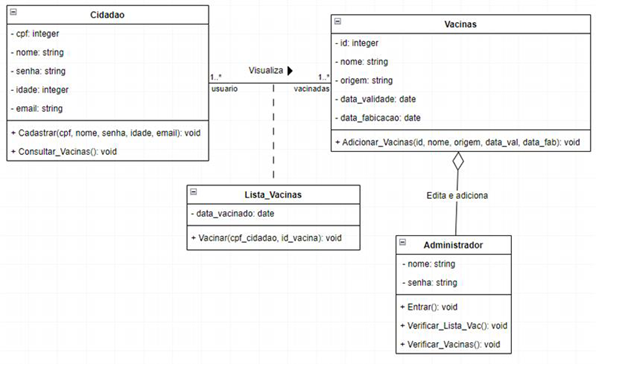 Cidadao
- cpf: integer
- nome: string
- senha: string
- idade: integer
- email: string
+ Cadastrar(cpf, nome, senha, idade, email): void
+ Consultar_Vacinas(): void
Visualiza
1..*
1..*
usuario
vacinadas
Vacinas
- id: integer
- nome: string
- origem: string
- data_validade: date
- data_fabicacao: date
+ Adicionar_Vacinas(id, nome, origem, data_val, data_fab): void
Lista_Vacinas
- data_vacinado: date
+ Vacinar(cpf_cidadao, id_vacina): void
Edita e adiciona
Administrador
- nome: string
- senha: string
+ Entrar(): void
+ Verificar_Lista_Vac(): void
+ Verificar_Vacinas(): void